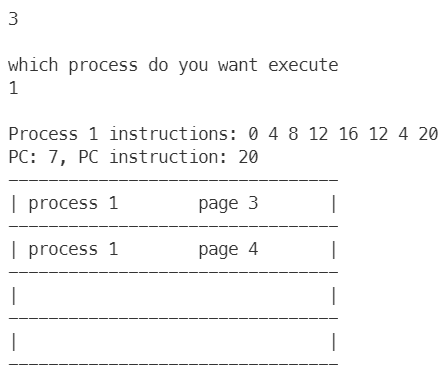 3
which process do you want execute
1
Process 1 instructions: 0 4 8 12 16 12 4 20
PC: 7, PC instruction: 20
---------------------------------
| process 1        page 3       |
---------------------------------
| process 1        page 4       |
---------------------------------
|                               |
---------------------------------
|                               |
---------------------------------